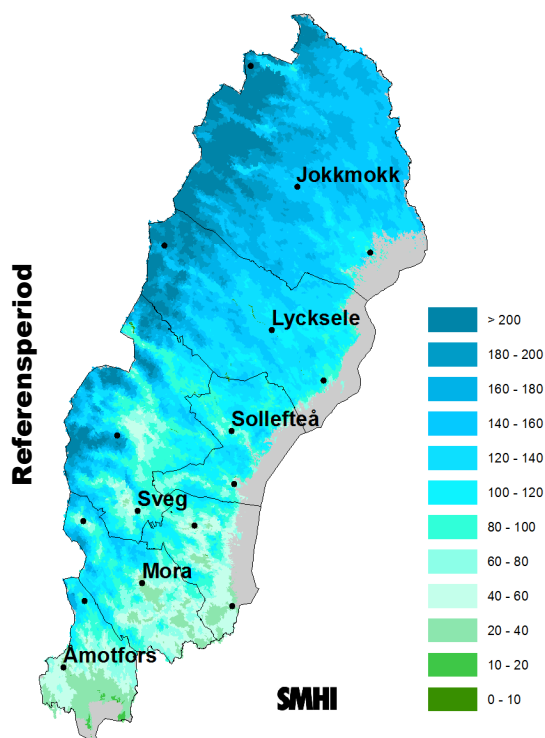 Jokkmokk
Lycksele
Sollefteå
Sveg
Mora
Åmotfors
Referensperiod
> 200
180 - 200
160 - 180
140 - 160
120 - 140
100 - 120
80 - 100
60 - 80
40 - 60
20 - 40
10 - 20
0 - 10
SMHI